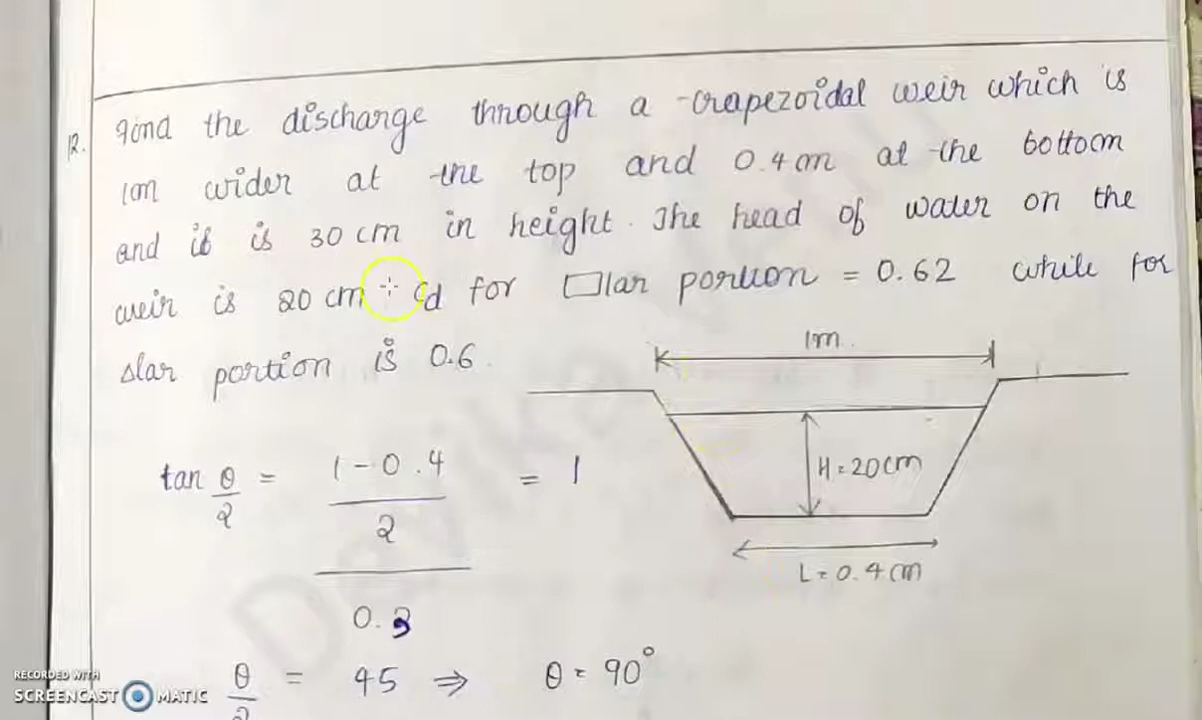 12. Find the discharge through a trapezoidal weir which is
1m wider at the top and 0.4m at the bottom
and it is 30 cm in height. The head of water on the
weir is 20 cm. Cd for □lar portion = 0.62 while for
slar portion is 0.6.
1m
tan θ/2 = (1 - 0.4)/2 / 0.3 = 1
H = 20cm
L = 0.4m
θ/2 = 45 ⇒ θ = 90°
RECORDED WITH
SCREENCAST MATIC